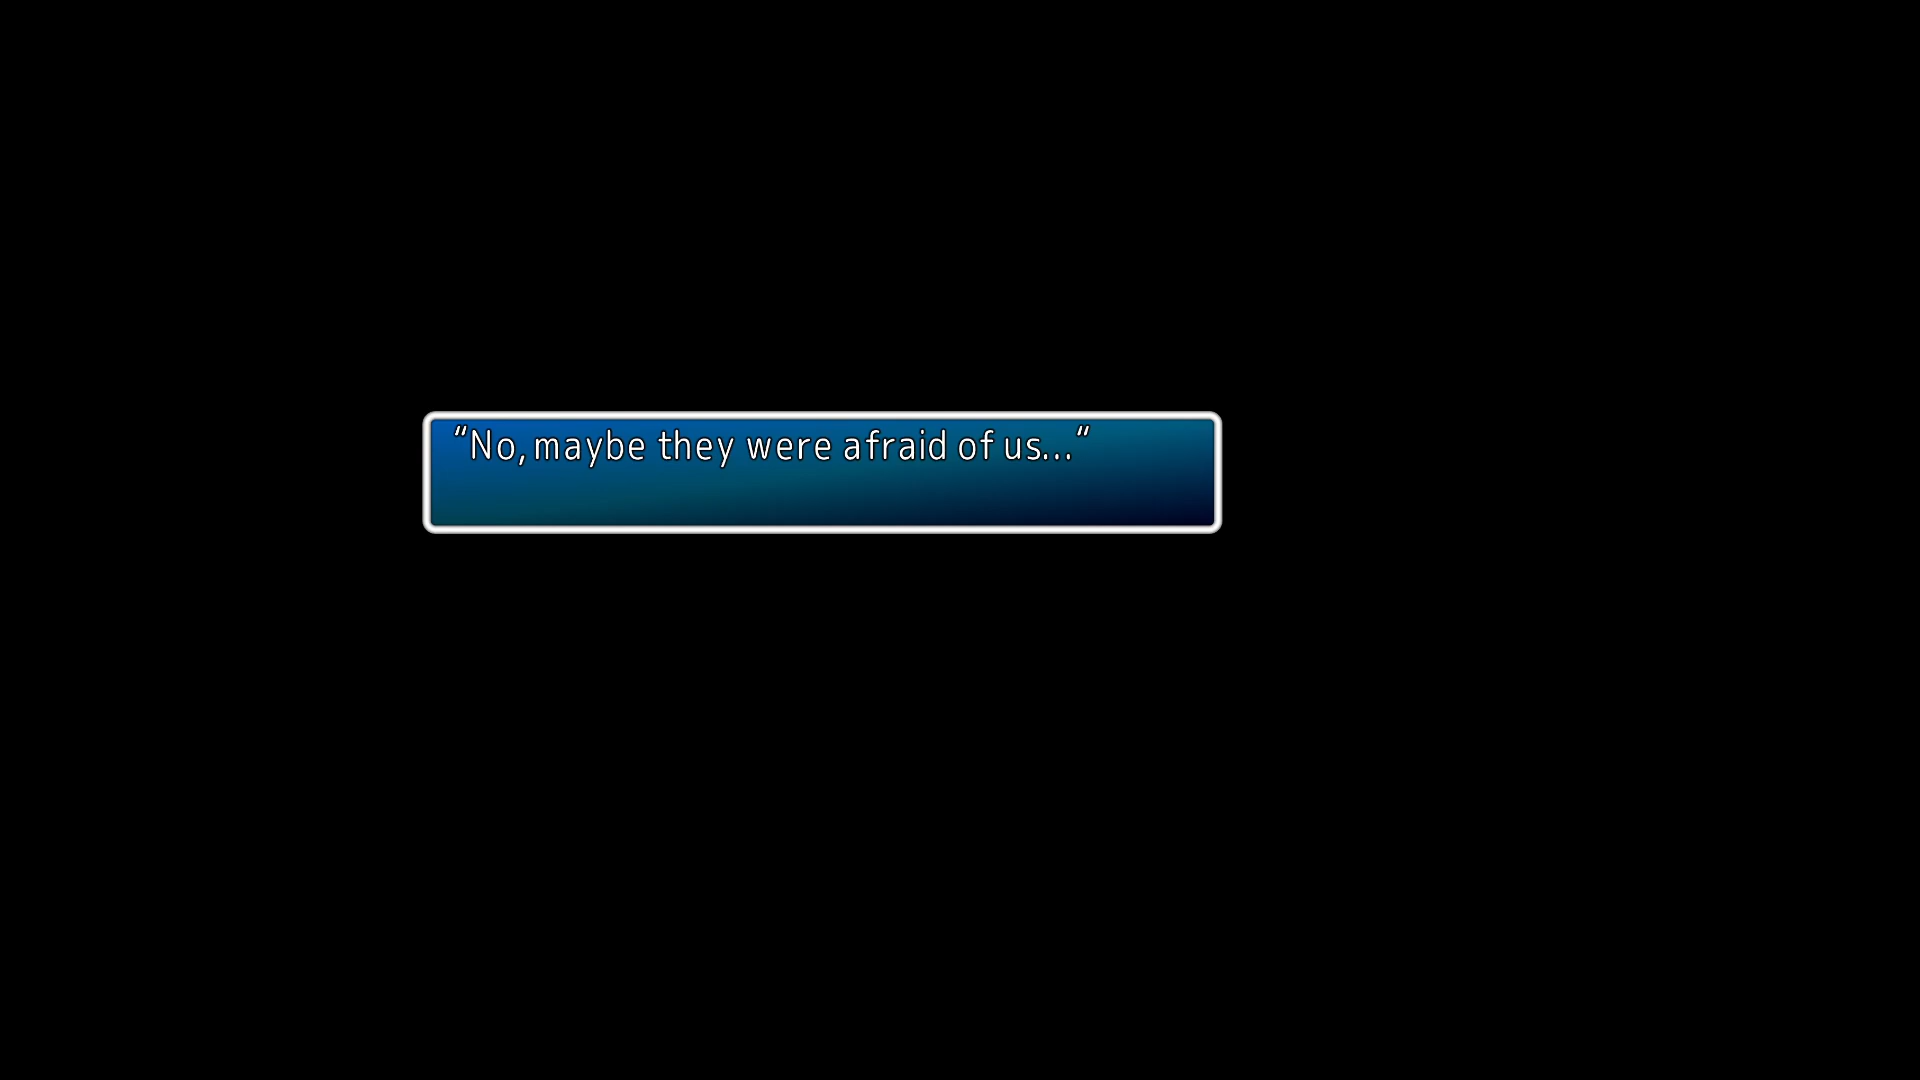 “No, maybe they were afraid of us...“